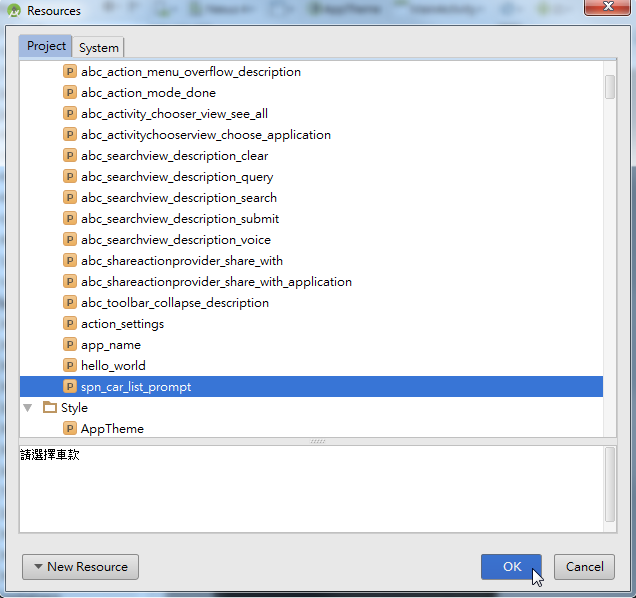 Resources
Project
System
P abc_action_menu_overflow_description
P abc_action_mode_done
P abc_activity_chooser_view_see_all
P abc_activitychooserview_choose_application
P abc_searchview_description_clear
P abc_searchview_description_query
P abc_searchview_description_search
P abc_searchview_description_submit
P abc_searchview_description_voice
P abc_shareactionprovider_share_with
P abc_shareactionprovider_share_with_application
P abc_toolbar_collapse_description
P action_settings
P app_name
P hello_world
P spn_car_list_prompt
Style
P AppTheme
請選擇車款
New Resource
OK
Cancel